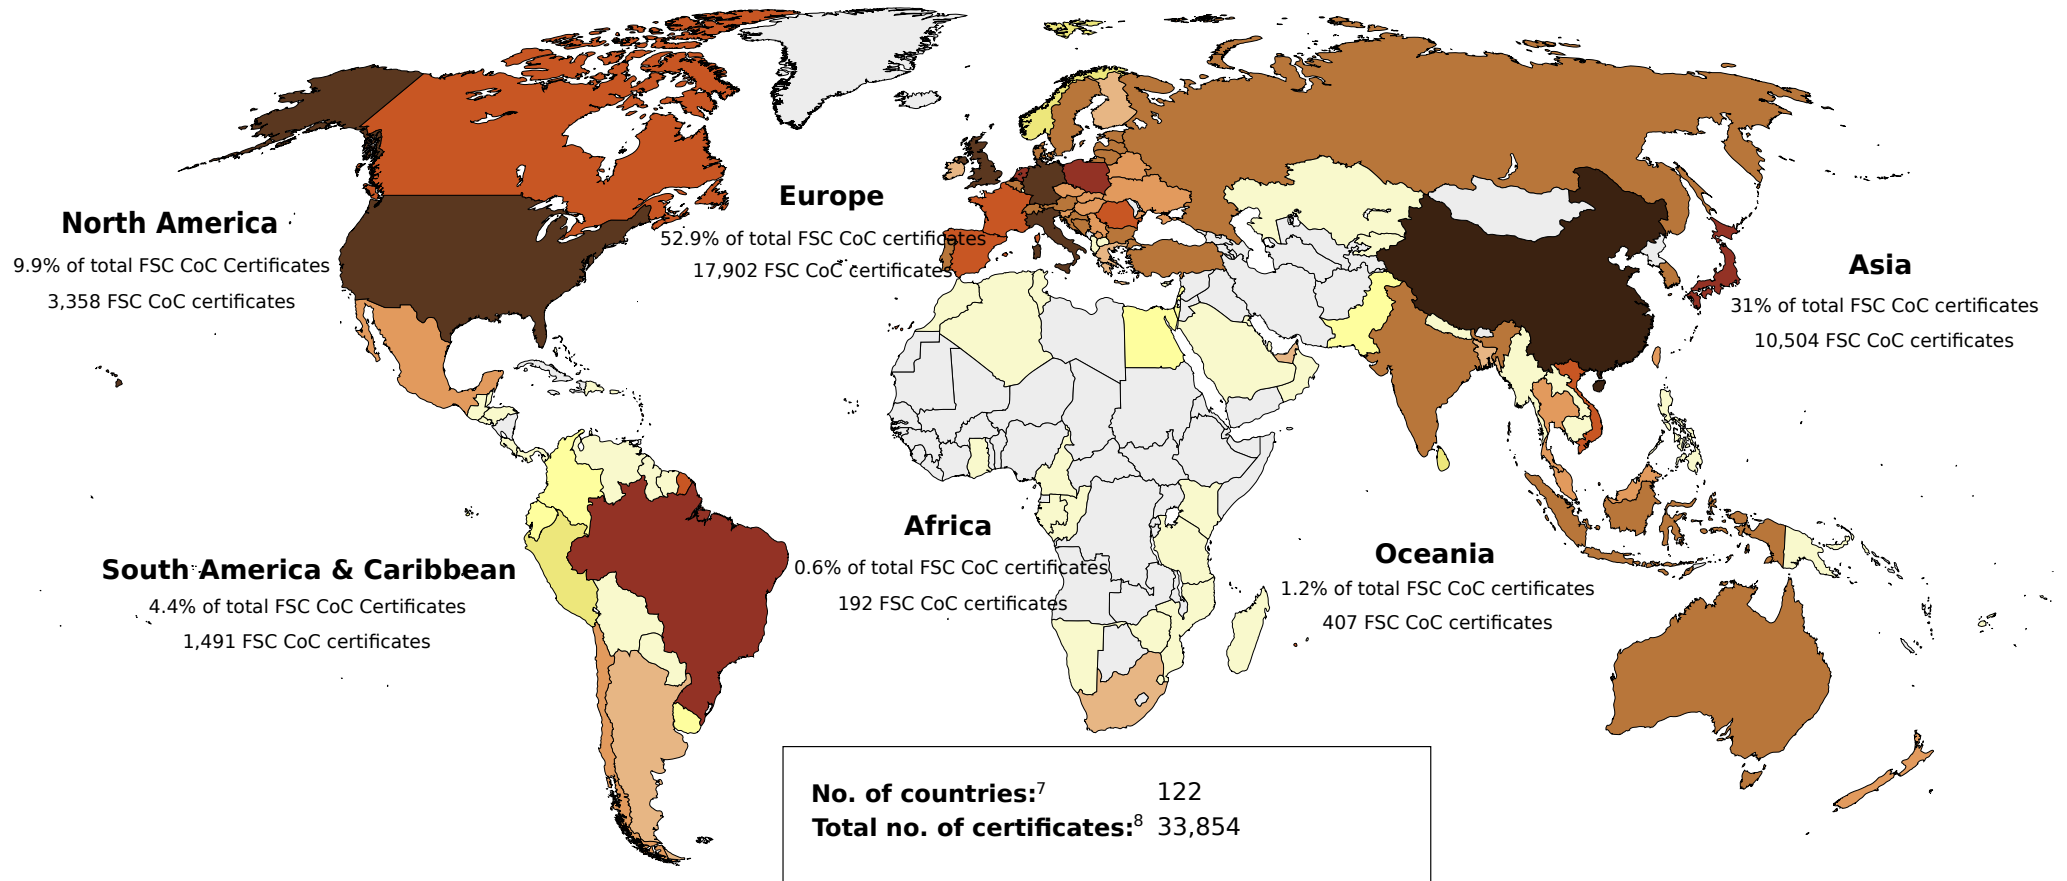 North America
9.9% of total FSC CoC Certificates
3,358 FSC CoC certificates
Europe
52.9% of total FSC CoC certificates
17,902 FSC CoC certificates
Asia
31% of total FSC CoC certificates
10,504 FSC CoC certificates
South America & Caribbean
4.4% of total FSC CoC Certificates
1,491 FSC CoC certificates
Africa
0.6% of total FSC CoC certificates
192 FSC CoC certificates
Oceania
1.2% of total FSC CoC certificates
407 FSC CoC certificates
No. of countries:⁷ 122
Total no. of certificates:⁸ 33,854